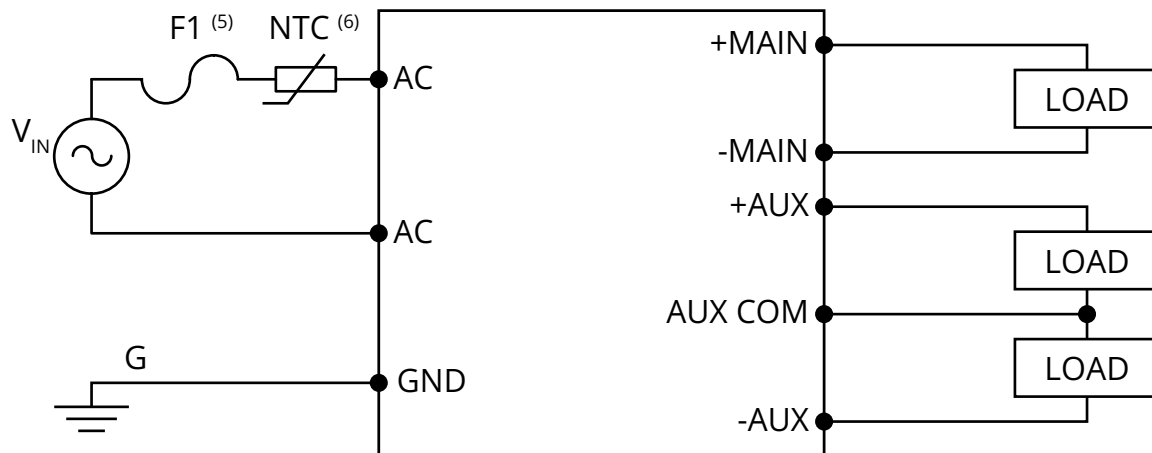 F1 (5)
NTC (6)
V IN
AC
AC
G
GND
+MAIN
-MAIN
LOAD
+AUX
AUX COM
-AUX
LOAD
LOAD